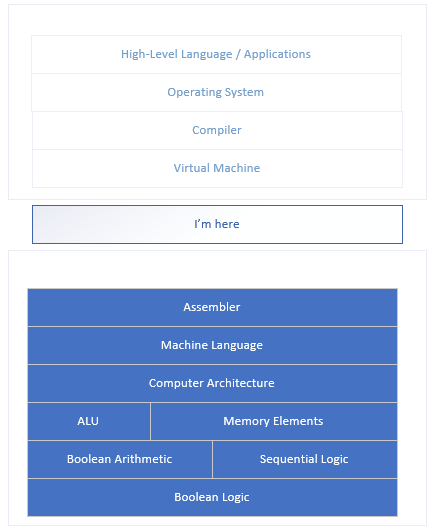 High-Level Language / Applications
Operating System
Compiler
Virtual Machine
I'm here
Assembler
Machine Language
Computer Architecture
ALU
Memory Elements
Boolean Arithmetic
Sequential Logic
Boolean Logic